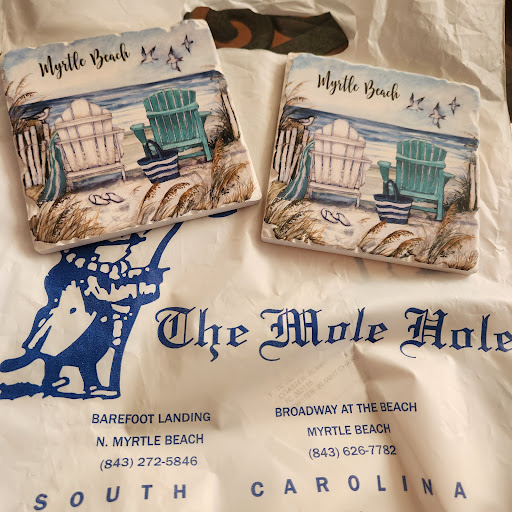 Myrtle Beach
Myrtle Beach
The Mole Hole
BAREFOOT LANDING
N. MYRTLE BEACH
(843) 272-5846
BROADWAY AT THE BEACH
MYRTLE BEACH
(843) 626-7782
SOUTH CAROLINA